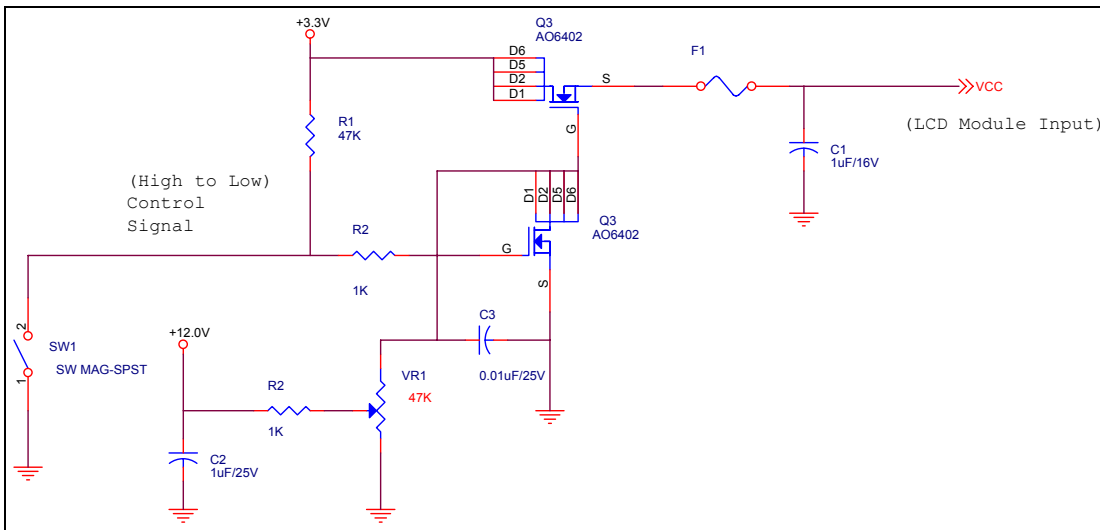 +3.3V
Q3
AO6402
F1
D6
D5
D2
D1
S
G
VCC
(LCD Module Input)
R1
47K
C1
1uF/16V
(High to Low)
Control
Signal
D1
D2
D5
D6
Q3
AO6402
R2
1K
G
S
C3
0.01uF/25V
2
SW1
SW MAG-SPST
1
+12.0V
R2
1K
VR1
47K
C2
1uF/25V